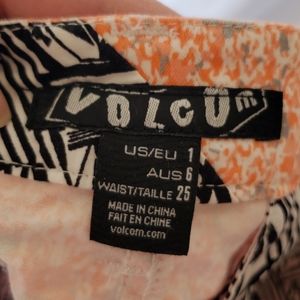 VOLCOM
US/EU 1
AUS 6
WAIST/TAILLE 25
MADE IN CHINA
FAIT EN CHINE
volcom.com